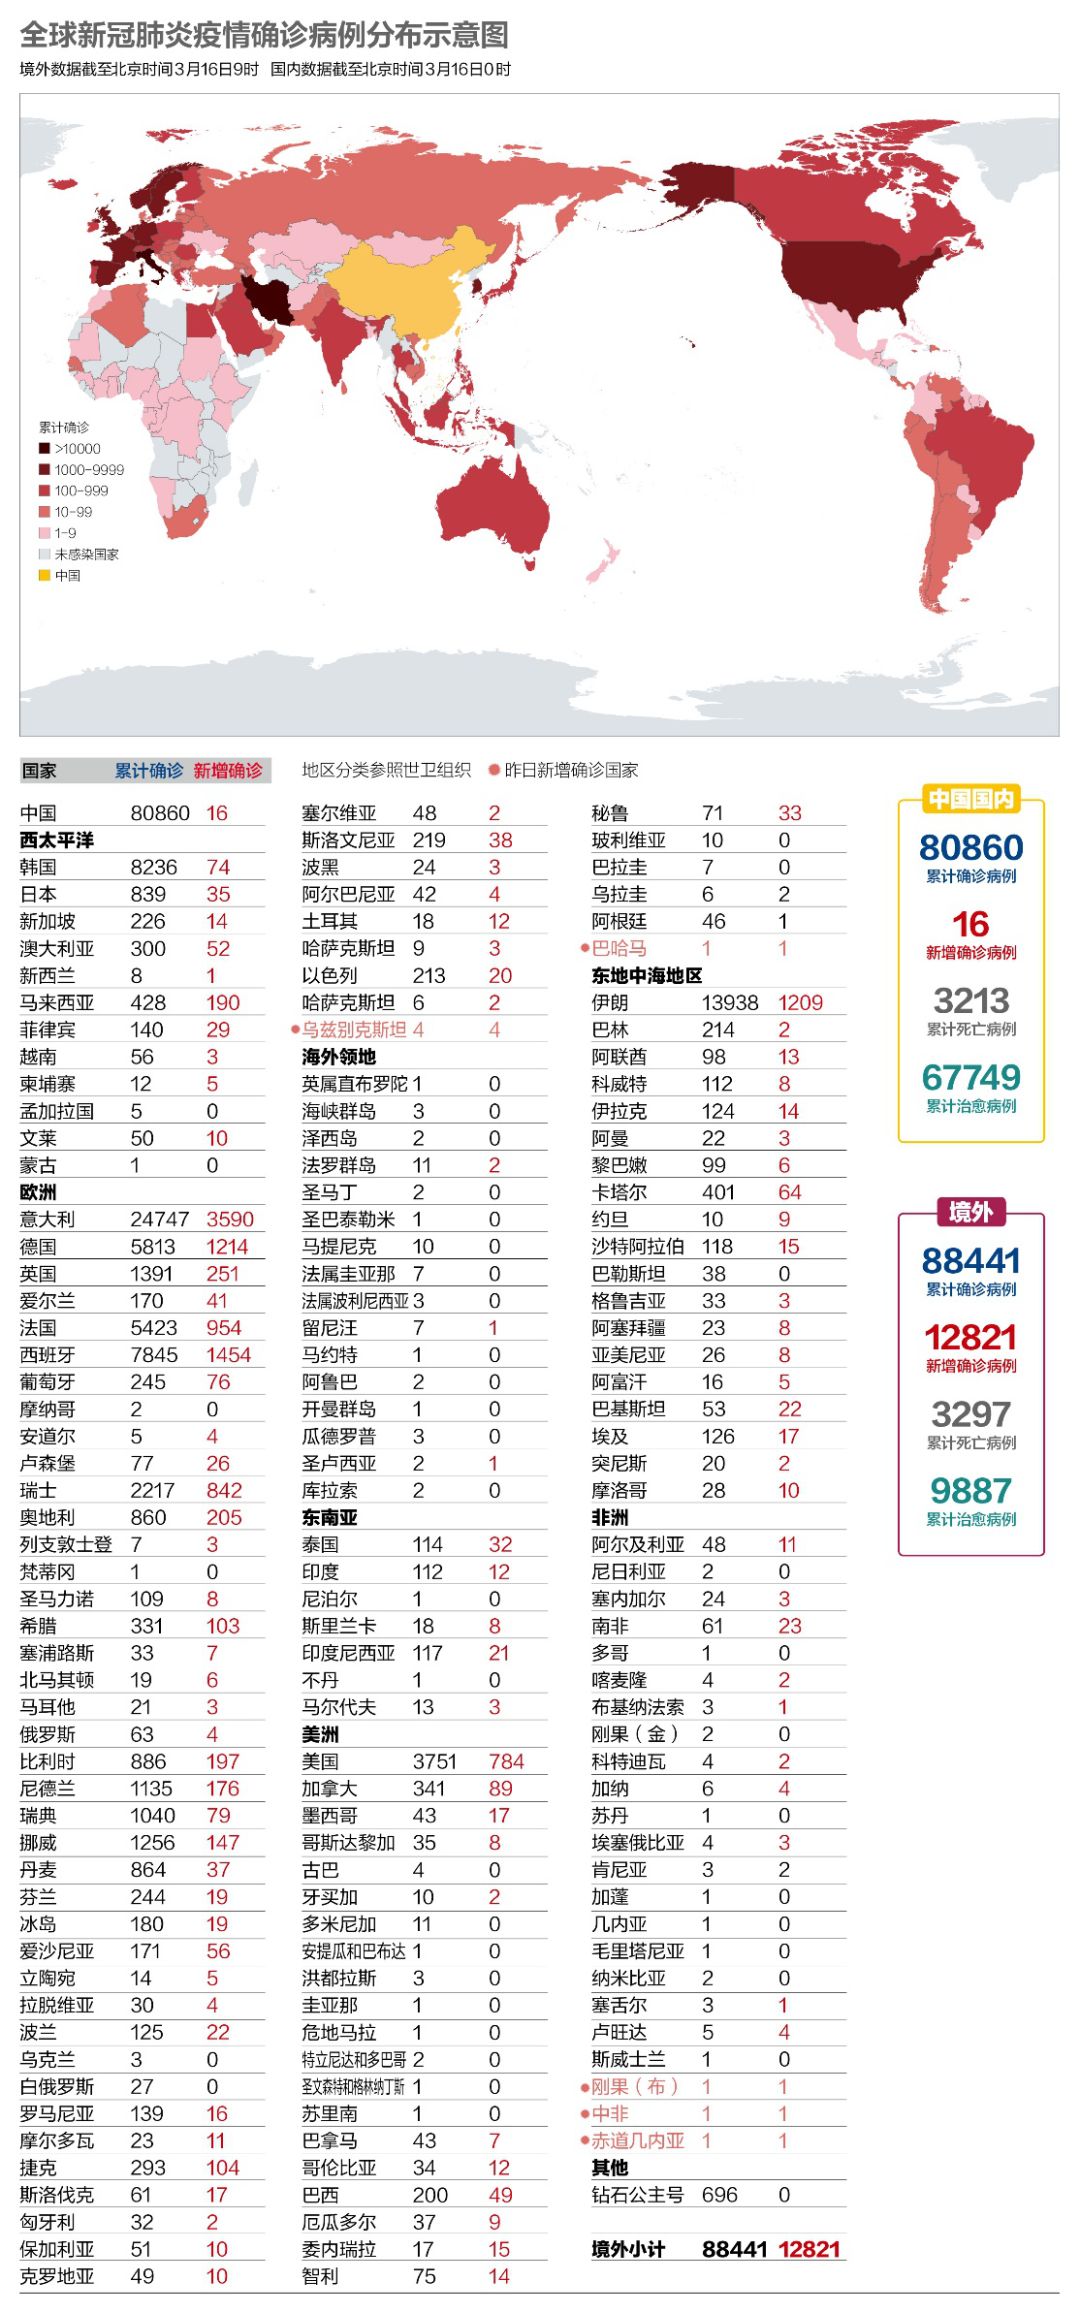 全球新冠肺炎疫情确诊病例分布示意图
境外数据截至北京时间3月16日9时 国内数据截至北京时间3月16日0时
累计确诊
>10000
1000-9999
100-999
10-99
1-9
未感染国家
中国
国家 累计确诊 新增确诊
中国 80860 16
西太平洋
韩国 8236 74
日本 839 35
新加坡 226 14
澳大利亚 300 52
新西兰 8 1
马来西亚 428 190
菲律宾 140 29
越南 56 3
柬埔寨 12 5
孟加拉国 5 0
文莱 50 10
蒙古 1 0
欧洲
意大利 24747 3590
德国 5813 1214
英国 1391 251
爱尔兰 170 41
法国 5423 954
西班牙 7845 1454
葡萄牙 245 76
摩纳哥 2 0
安道尔 5 4
卢森堡 77 26
瑞士 2217 842
奥地利 860 205
列支敦士登 7 3
梵蒂冈 1 0
圣马力诺 109 8
希腊 331 103
塞浦路斯 33 7
北马其顿 19 6
马耳他 21 3
俄罗斯 63 4
比利时 886 197
尼德兰 1135 176
瑞典 1040 79
挪威 1256 147
丹麦 864 37
芬兰 244 19
冰岛 180 19
爱沙尼亚 171 56
立陶宛 14 5
拉脱维亚 30 4
波兰 125 22
乌克兰 3 0
白俄罗斯 27 0
罗马尼亚 139 16
摩尔多瓦 23 11
捷克 293 104
斯洛伐克 61 17
匈牙利 32 2
保加利亚 51 10
克罗地亚 49 10
地区分类参照世卫组织 ●昨日新增确诊国家
塞尔维亚 48 2
斯洛文尼亚 219 38
波黑 24 3
阿尔巴尼亚 42 4
土耳其 18 12
哈萨克斯坦 9 3
以色列 213 20
哈萨克斯坦 6 2
●乌兹别克斯坦 4 4
海外领地
英属直布罗陀 1 0
海峡群岛 3 0
泽西岛 2 0
法罗群岛 11 2
圣马丁 2 0
圣巴泰勒米 1 0
马提尼克 10 0
法属圭亚那 7 0
法属波利尼西亚 3 0
留尼汪 7 1
马约特 1 0
阿鲁巴 2 0
开曼群岛 1 0
瓜德罗普 3 0
圣卢西亚 2 1
库拉索 2 0
东南亚
泰国 114 32
印度 112 12
尼泊尔 1 0
斯里兰卡 18 8
印度尼西亚 117 21
不丹 1 0
马尔代夫 13 3
美洲
美国 3751 784
加拿大 341 89
墨西哥 43 17
哥斯达黎加 35 8
古巴 4 0
牙买加 10 2
多米尼加 11 0
安提瓜和巴布达 1 0
洪都拉斯 3 0
圭亚那 1 0
危地马拉 1 0
特立尼达和多巴哥 2 0
圣文森特和格林纳丁斯 1 0
苏里南 1 0
巴拿马 43 7
哥伦比亚 34 12
巴西 200 49
厄瓜多尔 37 9
委内瑞拉 17 15
智利 75 14
秘鲁 71 33
玻利维亚 10 0
巴拉圭 7 0
乌拉圭 6 2
阿根廷 46 1
●巴哈马 1 1
东地中海地区
伊朗 13938 1209
巴林 214 2
阿联酋 98 13
科威特 112 8
伊拉克 124 14
阿曼 22 3
黎巴嫩 99 6
卡塔尔 401 64
约旦 10 9
沙特阿拉伯 118 15
巴勒斯坦 38 0
格鲁吉亚 33 3
阿塞拜疆 23 8
亚美尼亚 26 8
阿富汗 16 5
巴基斯坦 53 22
埃及 126 17
突尼斯 20 2
摩洛哥 28 10
非洲
阿尔及利亚 48 11
尼日利亚 2 0
塞内加尔 24 3
南非 61 23
多哥 1 0
喀麦隆 4 2
布基纳法索 3 1
刚果（金） 2 0
科特迪瓦 4 2
加纳 6 4
苏丹 1 0
埃塞俄比亚 4 3
肯尼亚 3 2
加蓬 1 0
几内亚 1 0
毛里塔尼亚 1 0
纳米比亚 2 0
塞舌尔 3 1
卢旺达 5 4
斯威士兰 1 0
●刚果（布） 1 1
●中非 1 1
●赤道几内亚 1 1
其他
钻石公主号 696 0
境外小计 88441 12821
中国国内
80860
累计确诊病例
16
新增确诊病例
3213
累计死亡病例
67749
累计治愈病例
境外
88441
累计确诊病例
12821
新增确诊病例
3297
累计死亡病例
9887
累计治愈病例